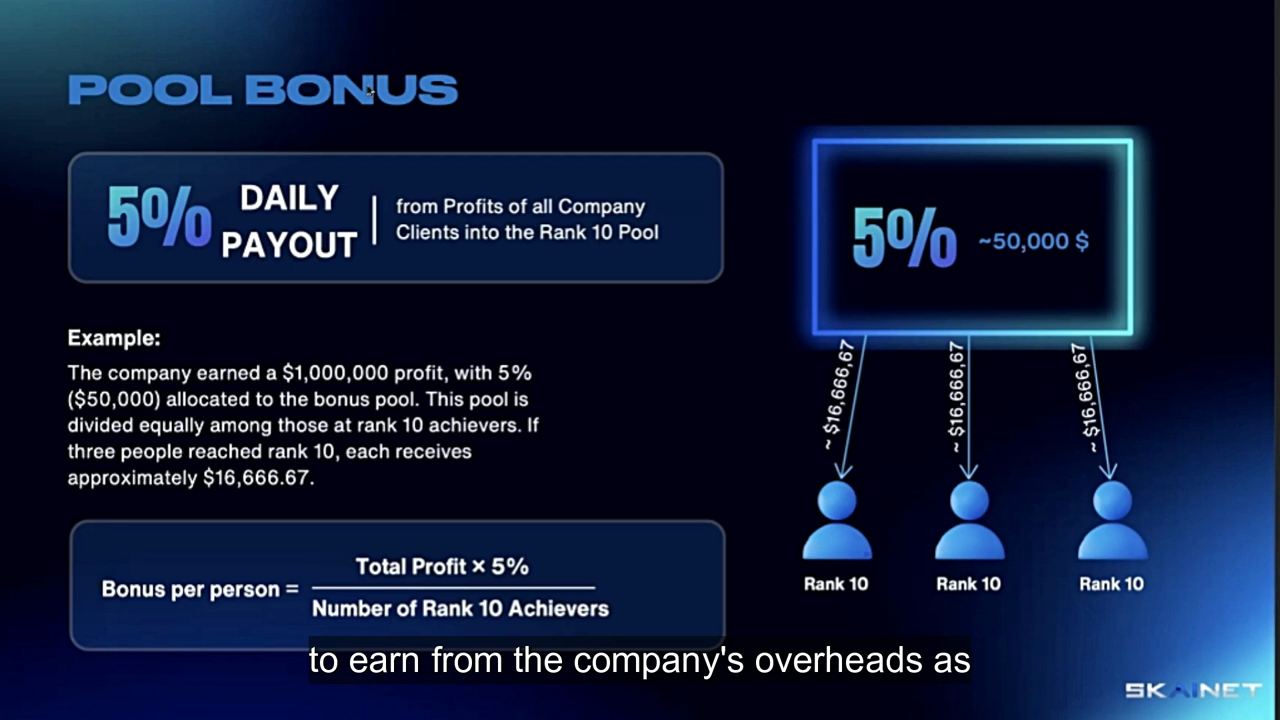 POOL BONUS
5%
DAILY
PAYOUT
from Profits of all Company
Clients into the Rank 10 Pool
Example:
The company earned a $1,000,000 profit, with 5%
($50,000) allocated to the bonus pool. This pool is
divided equally among those at rank 10 achievers. If
three people reached rank 10, each receives
approximately $16,666.67.
Bonus per person =
Total Profit × 5%
Number of Rank 10 Achievers
5% ~50,000 $
~ $16,666,67
~ $16,666,67
~ $16,666,67
Rank 10
Rank 10
Rank 10
to earn from the company's overheads as
SKAINET